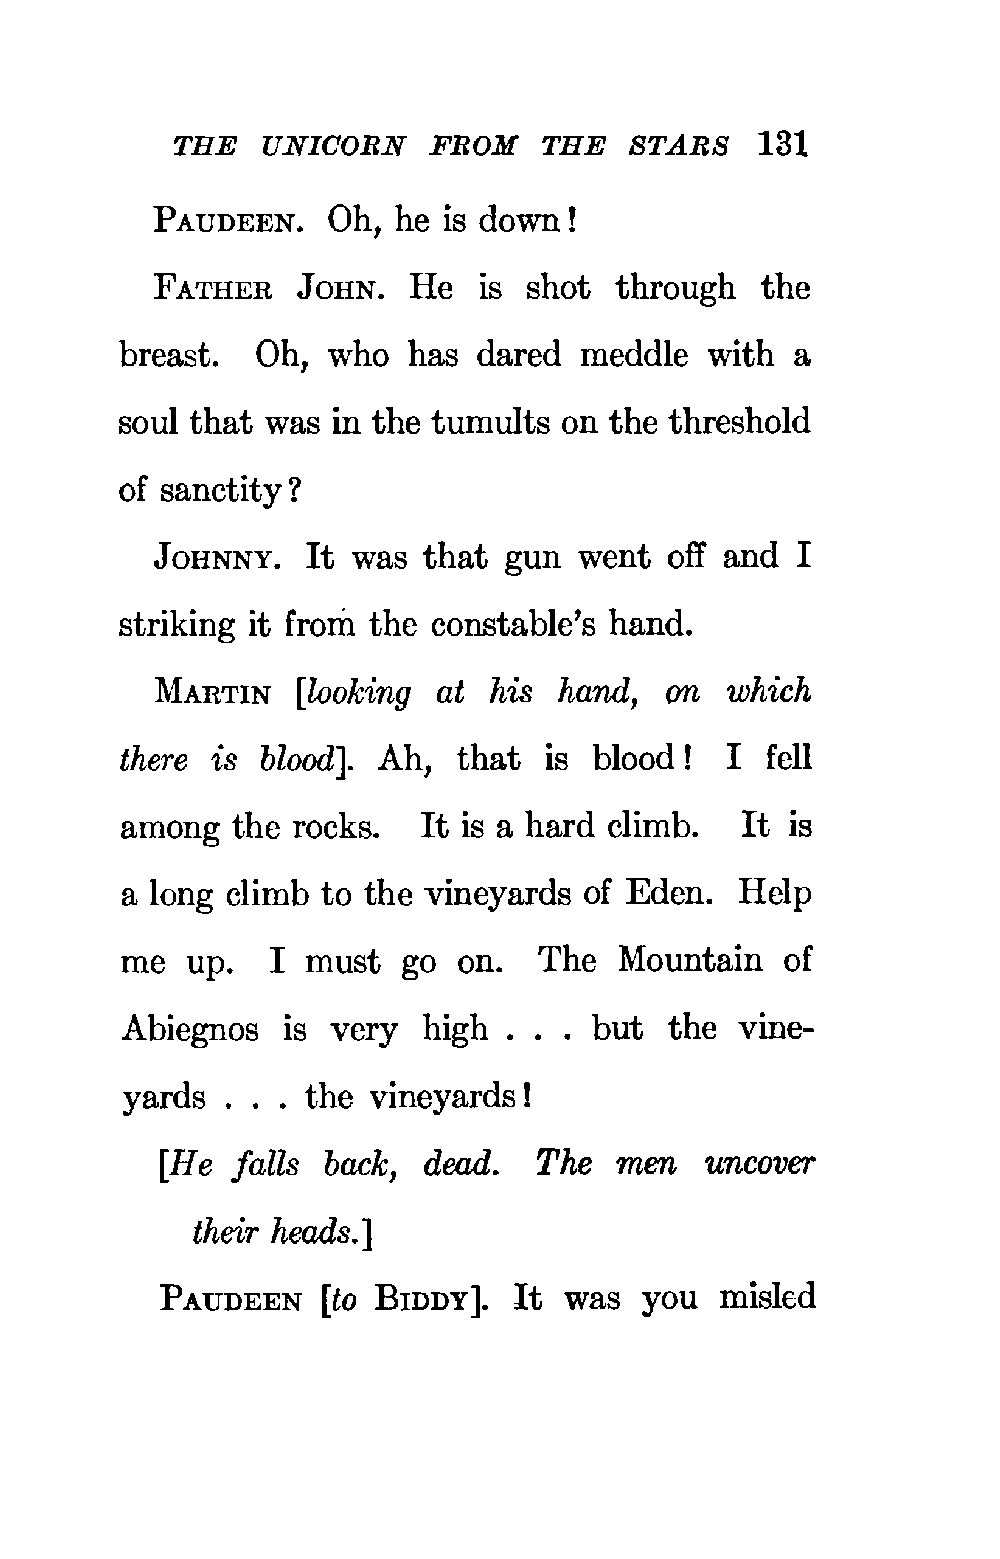 THE UNICORN FROM THE STARS 131
PAUDEEN. Oh, he is down!
FATHER JOHN. He is shot through the
breast. Oh, who has dared meddle with a
soul that was in the tumults on the threshold
of sanctity?
JOHNNY. It was that gun went off and I
striking it from the constable's hand.
MARTIN [looking at his hand, on which
there is blood]. Ah, that is blood! I fell
among the rocks. It is a hard climb. It is
a long climb to the vineyards of Eden. Help
me up. I must go on. The Mountain of
Abiegnos is very high . . . but the vine-
yards . . . the vineyards!
[He falls back, dead. The men uncover
their heads.]
PAUDEEN [to BIDDY]. It was you misled